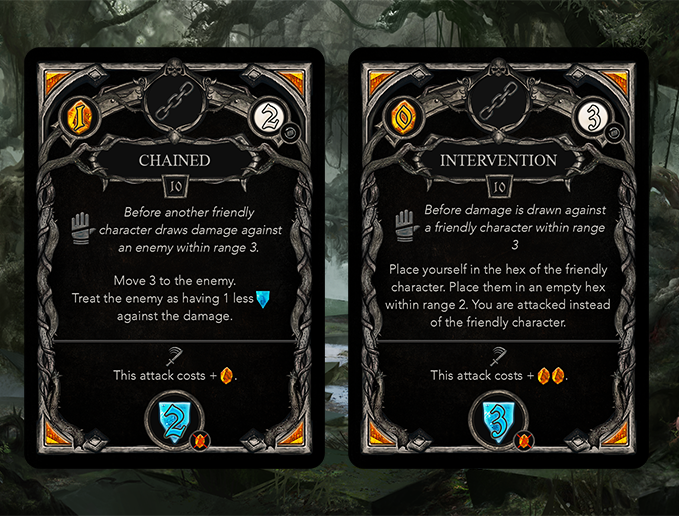 1
2
CHAINED
10
Before another friendly
character draws damage against
an enemy within range 3.
Move 3 to the enemy.
Treat the enemy as having 1 less
against the damage.
This attack costs + .
2
0
3
INTERVENTION
10
Before damage is drawn against
a friendly character within range
3
Place yourself in the hex of the friendly
character. Place them in an empty hex
within range 2. You are attacked instead
of the friendly character.
This attack costs + .
3